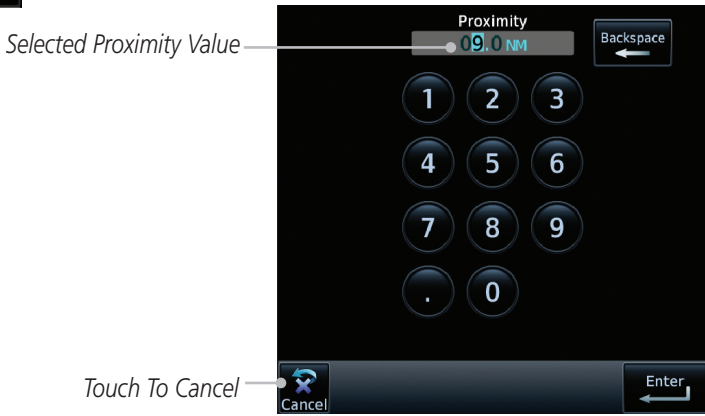 Proximity
Selected Proximity Value
09.0 NM
Backspace
1 2 3
4 5 6
7 8 9
. 0
Touch To Cancel
Cancel
Enter